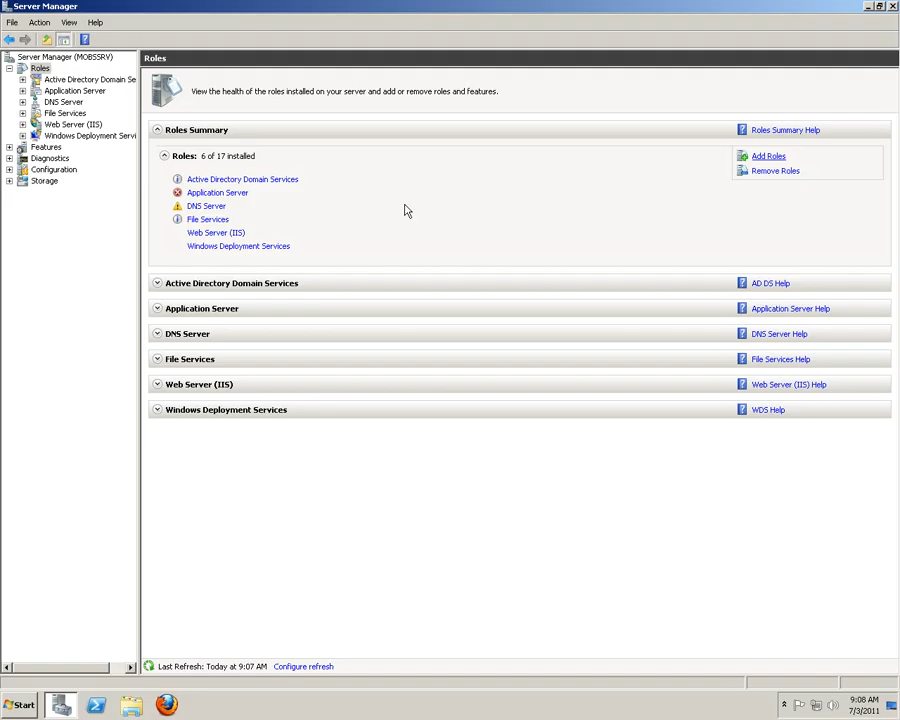 Server Manager
File Action View Help
Server Manager (MOBSSRV)
Roles
Active Directory Domain Se
Application Server
DNS Server
File Services
Web Server (IIS)
Windows Deployment Servi
Features
Diagnostics
Configuration
Storage
Roles
View the health of the roles installed on your server and add or remove roles and features.
Roles Summary
Roles Summary Help
Roles: 6 of 17 installed
Add Roles
Remove Roles
Active Directory Domain Services
Application Server
DNS Server
File Services
Web Server (IIS)
Windows Deployment Services
Active Directory Domain Services
AD DS Help
Application Server
Application Server Help
DNS Server
DNS Server Help
File Services
File Services Help
Web Server (IIS)
Web Server (IIS) Help
Windows Deployment Services
WDS Help
Last Refresh: Today at 9:07 AM Configure refresh
Start
9:08 AM
7/3/2011